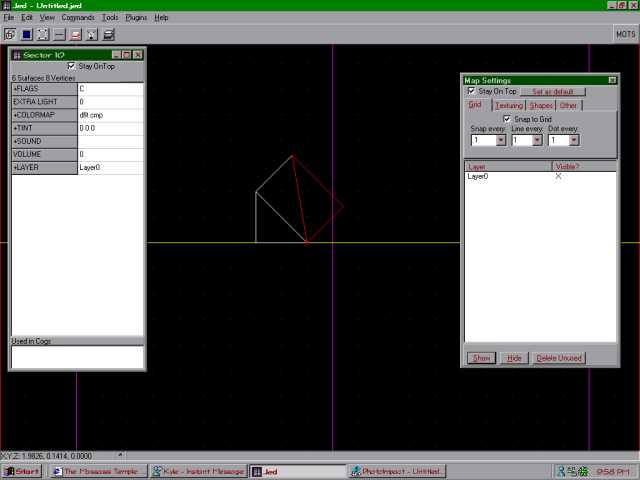 Jed - Untitled.jed
File Edit View Commands Tools Plugins Help
MOTS
Sector 10
Stay OnTop
6 Surfaces 8 Vertices
+FLAGS C
EXTRA LIGHT 0
+COLORMAP dflt.cmp
+TINT 0 0 0
+SOUND
VOLUME 0
+LAYER Layer0
Used in Cogs
Map Settings
Stay On Top Set as default
Grid Texturing Shapes Other
Snap to Grid
Snap every: Line every: Dot every:
1 1 1
Layer Visible?
Layer0 X
Show Hide Delete Unused
X,Y,Z: 1.9826, 0.1414, 0.0000
Start The Massassi Temple ... Kyle - Instant Message Jed PhotoImpact - Untitled... 9:58 PM